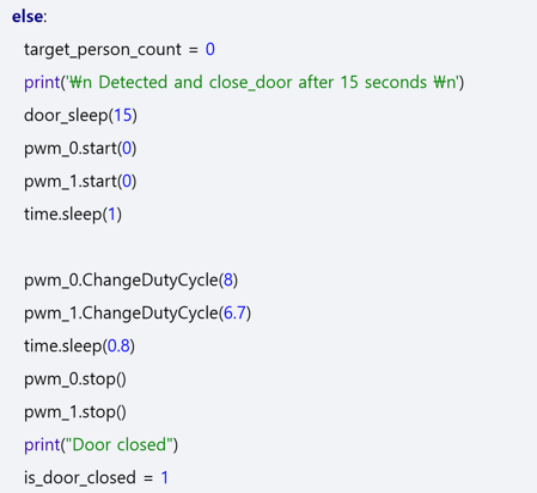 else:
target_person_count = 0
print('₩n Detected and close_door after 15 seconds ₩n')
door_sleep(15)
pwm_0.start(0)
pwm_1.start(0)
time.sleep(1)
pwm_0.ChangeDutyCycle(8)
pwm_1.ChangeDutyCycle(6.7)
time.sleep(0.8)
pwm_0.stop()
pwm_1.stop()
print("Door closed")
is_door_closed = 1